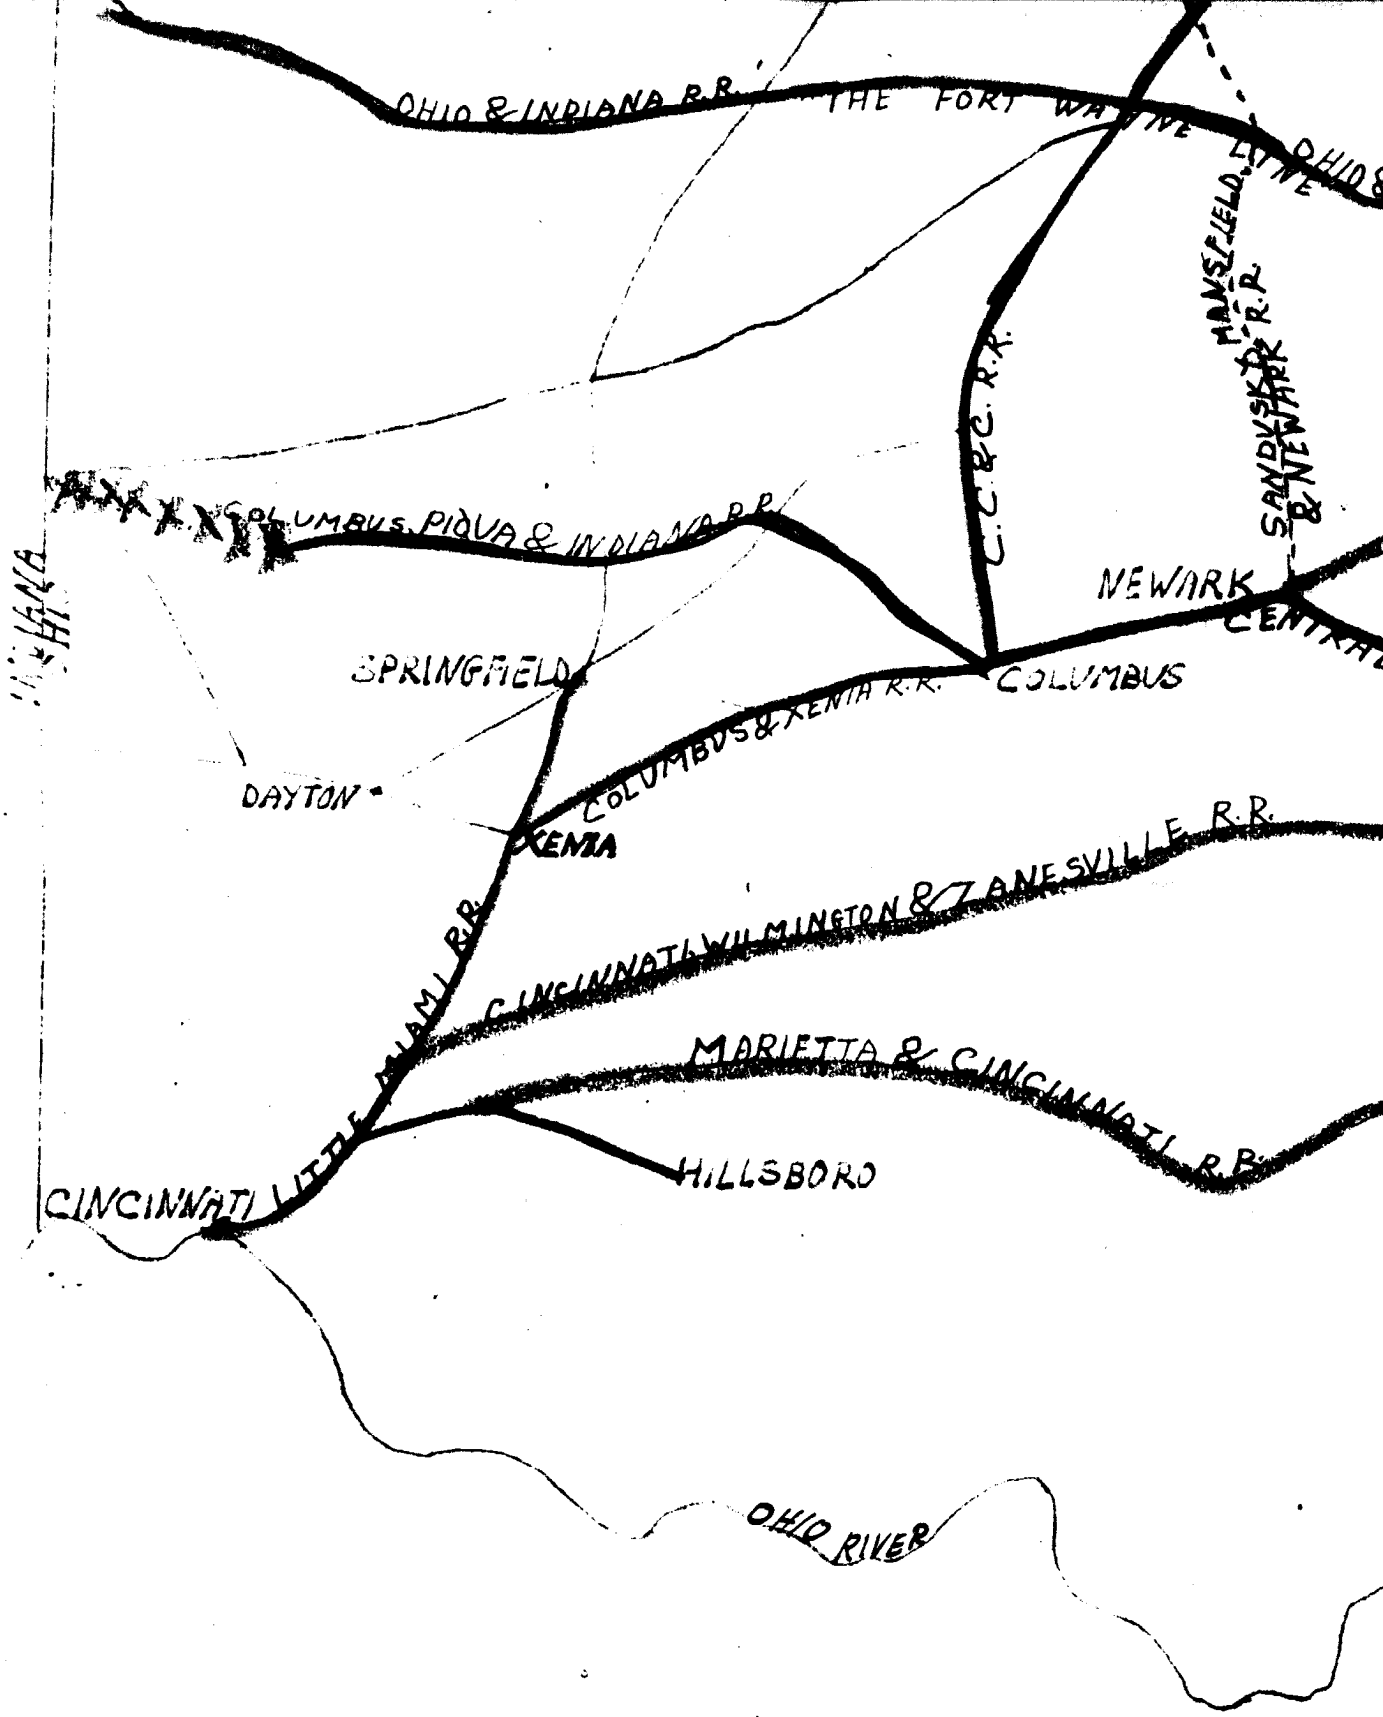 OHIO & INDIANA R.R.
THE FORT WAYNE LINE
OHIO &
MANSFIELD,
SANDUSKY
& NEWARK R.R.
C.C. & C. R.R.
COLUMBUS, PIQUA & INDIANA R.R.
INDIANA
NEWARK
CENTRAL
SPRINGFIELD
COLUMBUS
COLUMBUS & XENIA R.R.
DAYTON
XENIA
CINCINNATI, WILMINGTON & ZANESVILLE R.R.
LITTLE MIAMI R.R.
MARIETTA & CINCINNATI R.R.
HILLSBORO
CINCINNATI
OHIO RIVER